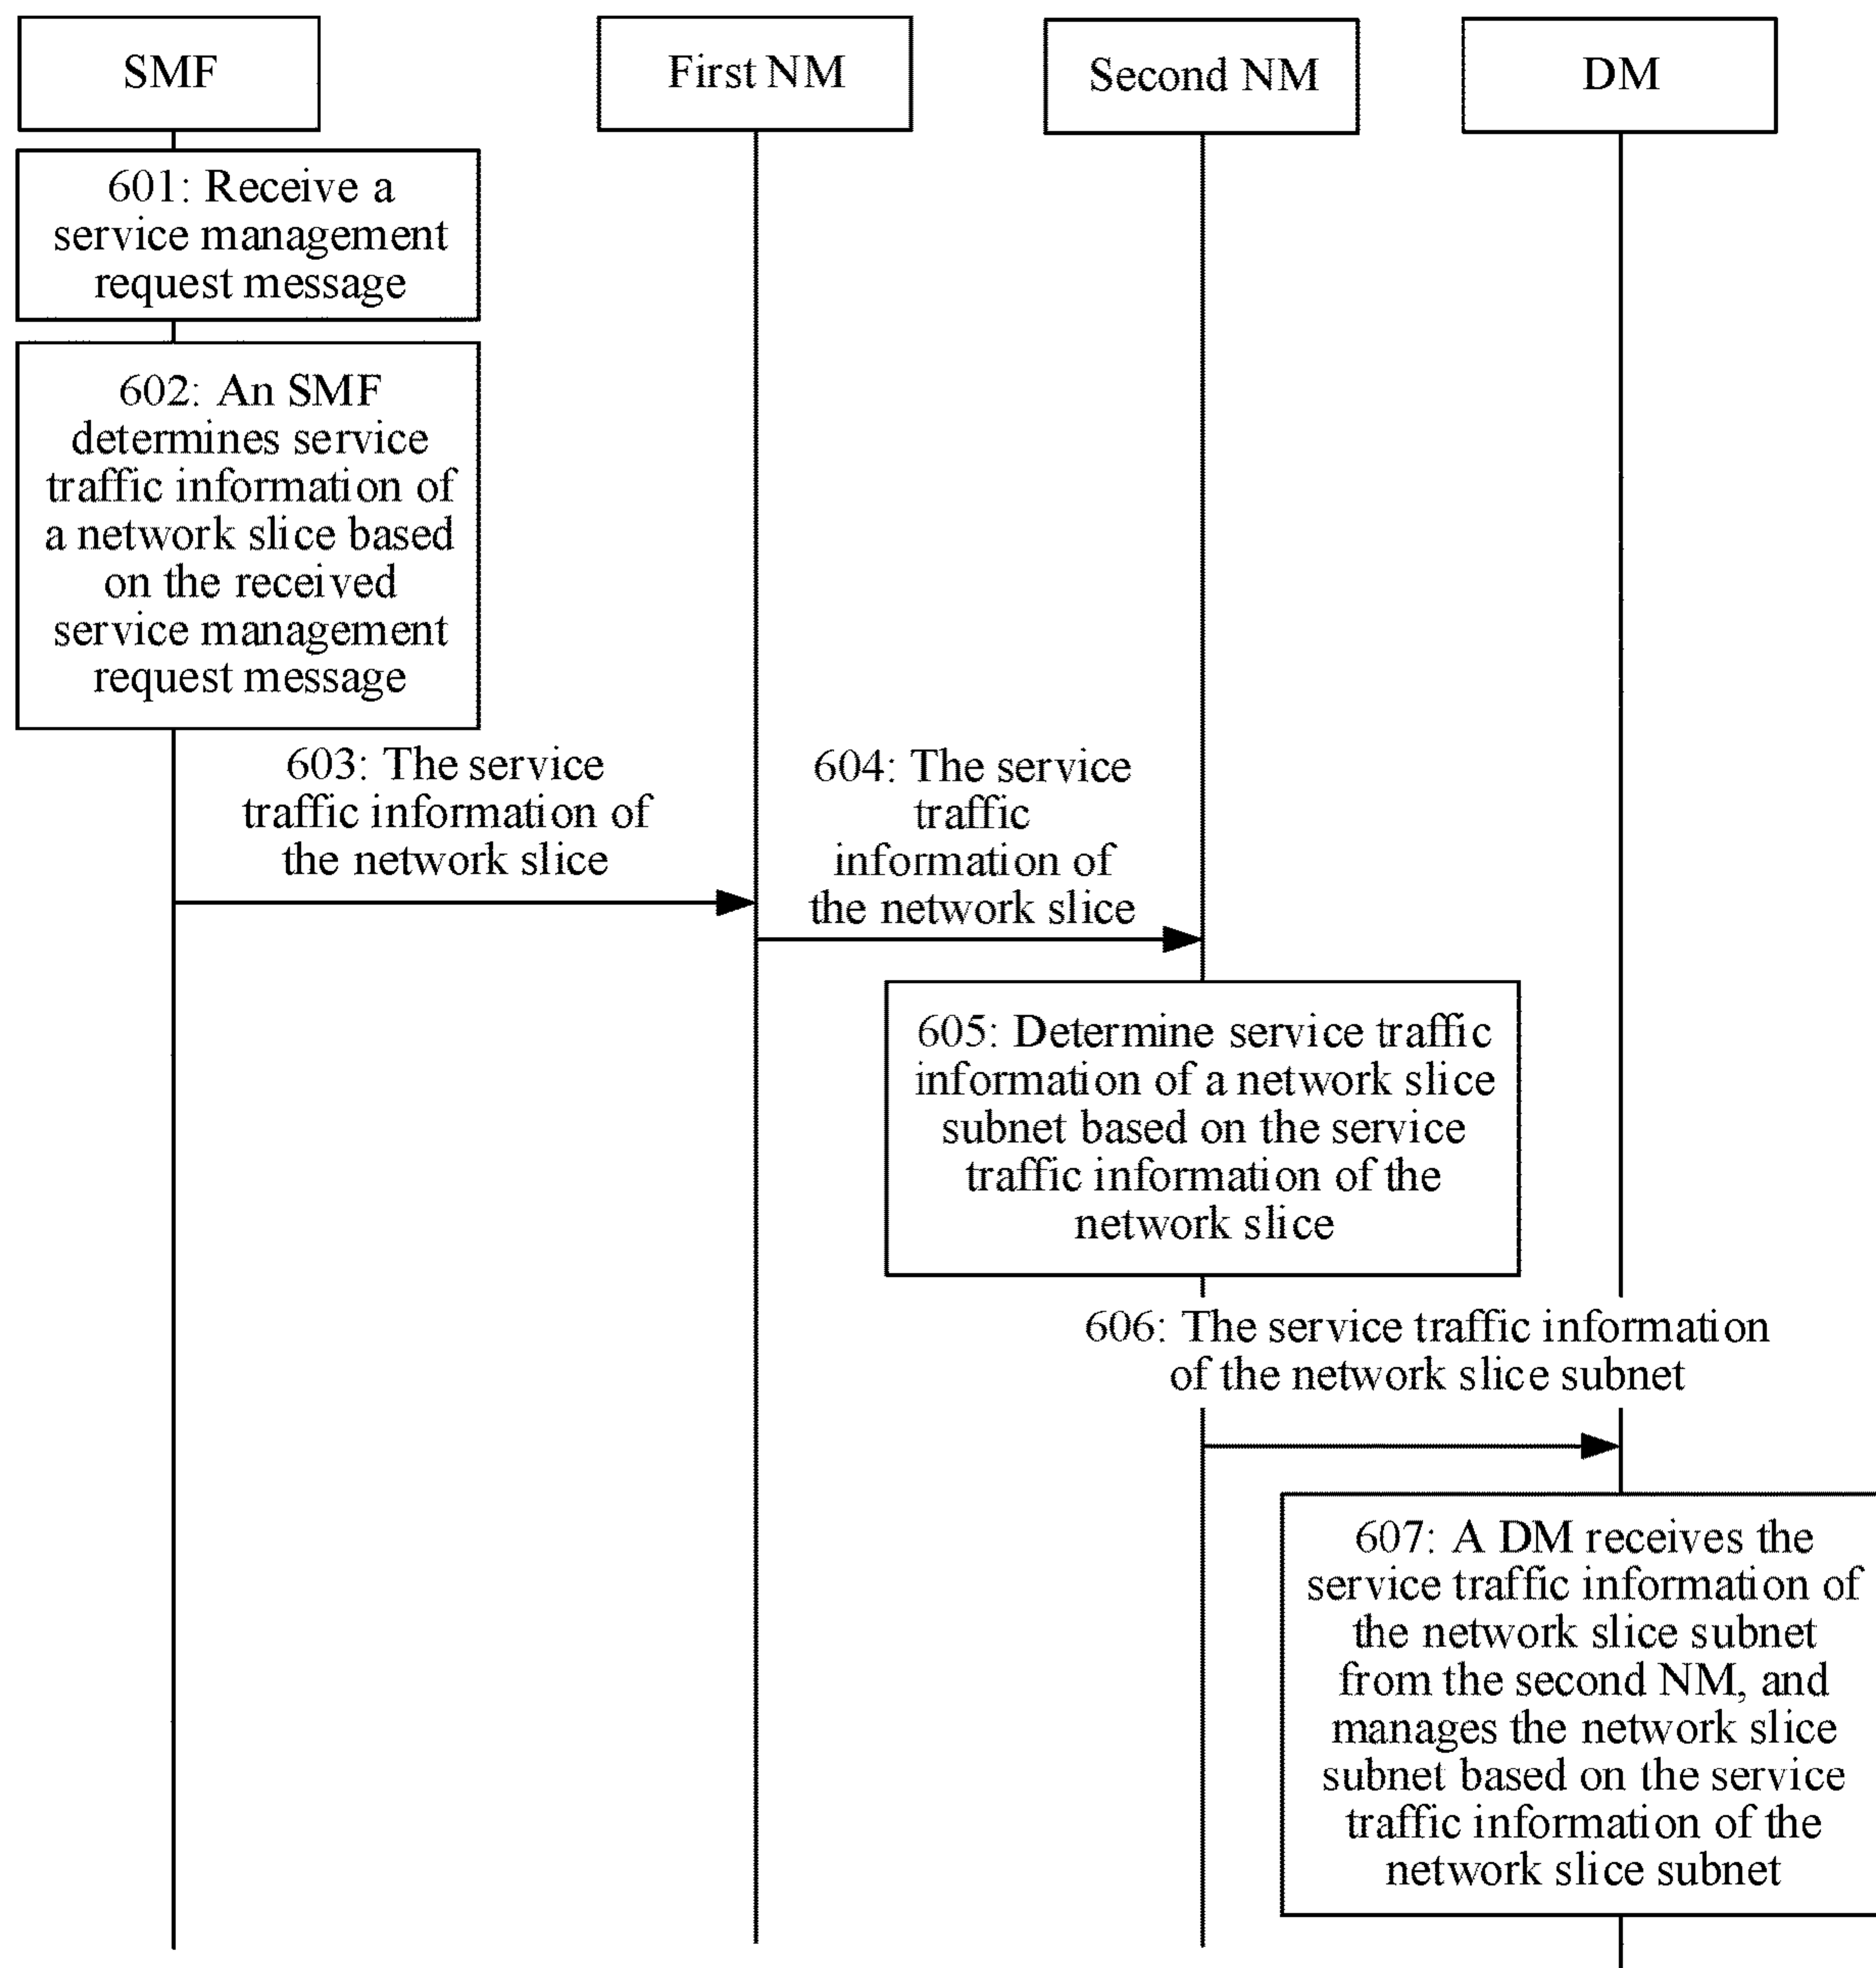 SMF
First NM
Second NM
DM
601: Receive a
service management
request message
602: An SMF
determines service
traffic information of
a network slice based
on the received
service management
request message
603: The service
traffic information of
the network slice
604: The service
traffic
information of
the network slice
605: Determine service traffic
information of a network slice
subnet based on the service
traffic information of the
network slice
606: The service traffic information
of the network slice subnet
607: A DM receives the
service traffic information of
the network slice subnet
from the second NM, and
manages the network slice
subnet based on the service
traffic information of the
network slice subnet